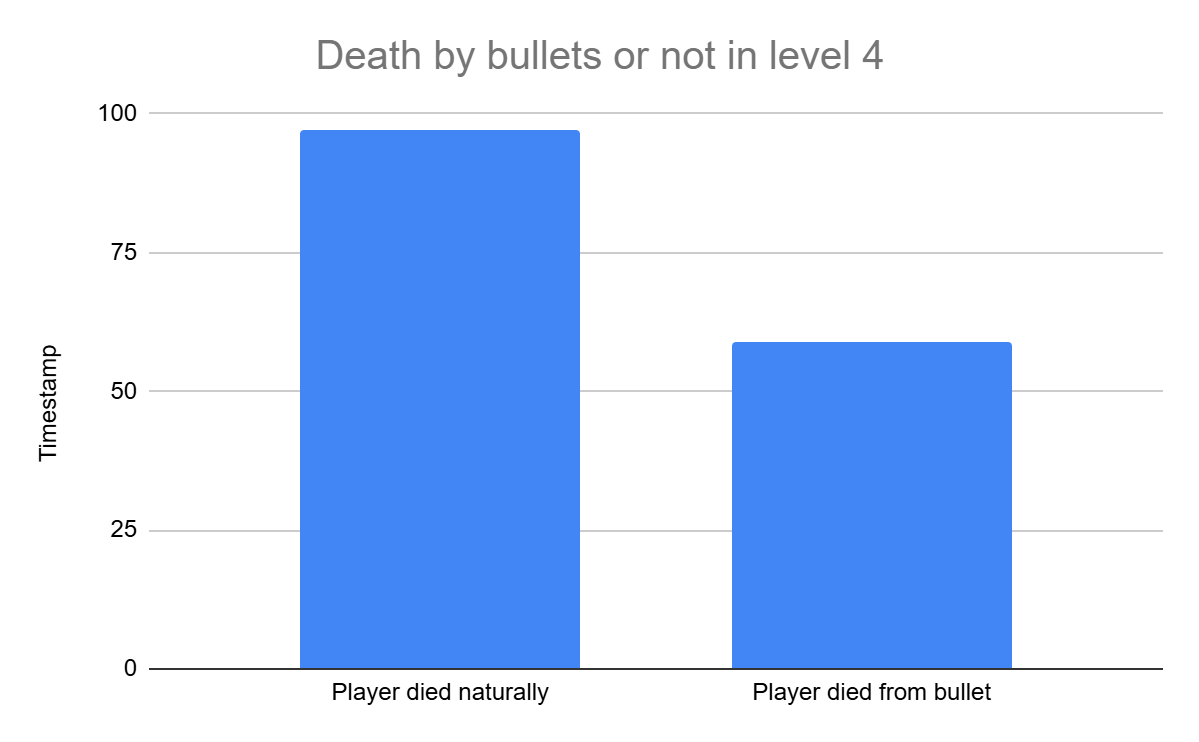 Death by bullets or not in level 4
100
75
50
25
0
Timestamp
Player died naturally
Player died from bullet